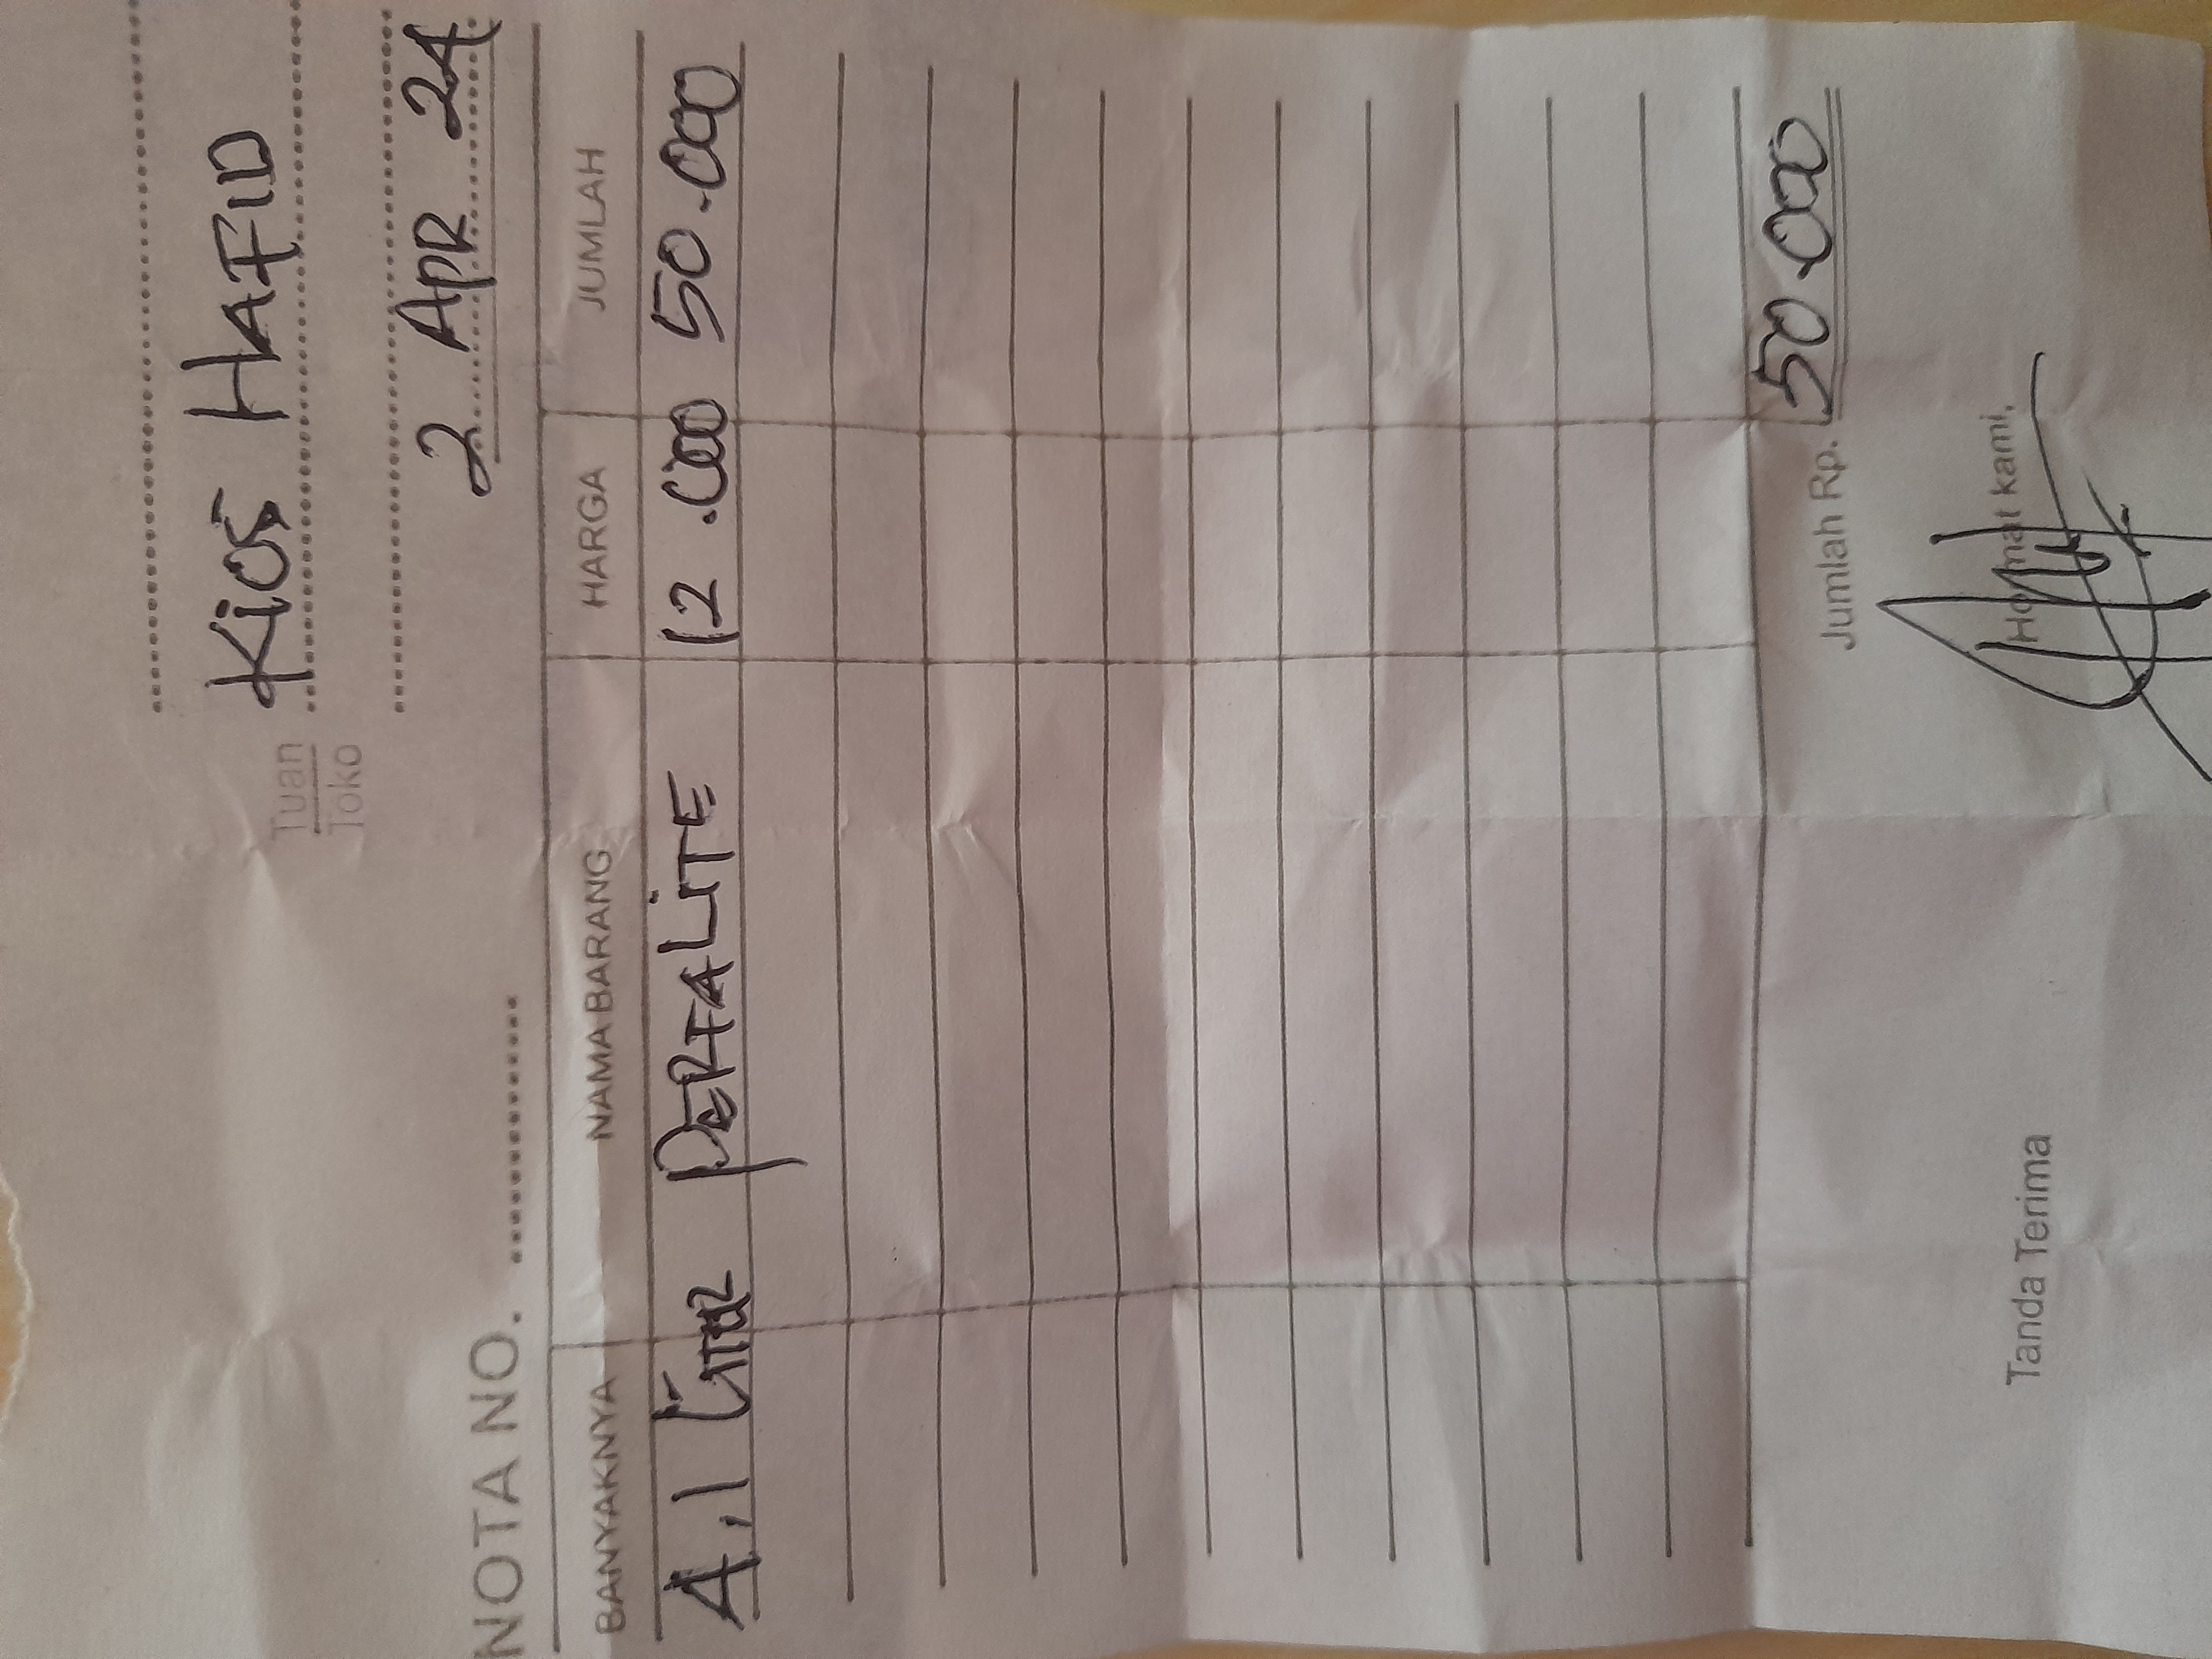 Kios HAFID
Tuan
Toko
2 APR 24
NOTA NO. ............
BANYAKNYA NAMA BARANG HARGA JUMLAH
4,1 Liter PERTALiTE 12.000 50.000
Jumlah Rp. 50.000
Tanda Terima Hormat kami,